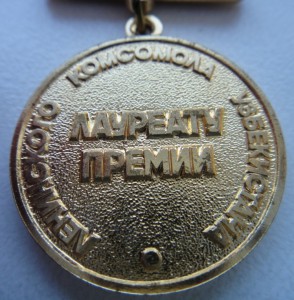 ЛАУРЕАТУ
ПРЕМИИ
ЛЕНИНСКОГО КОМСОМОЛА УЗБЕКИСТАНА